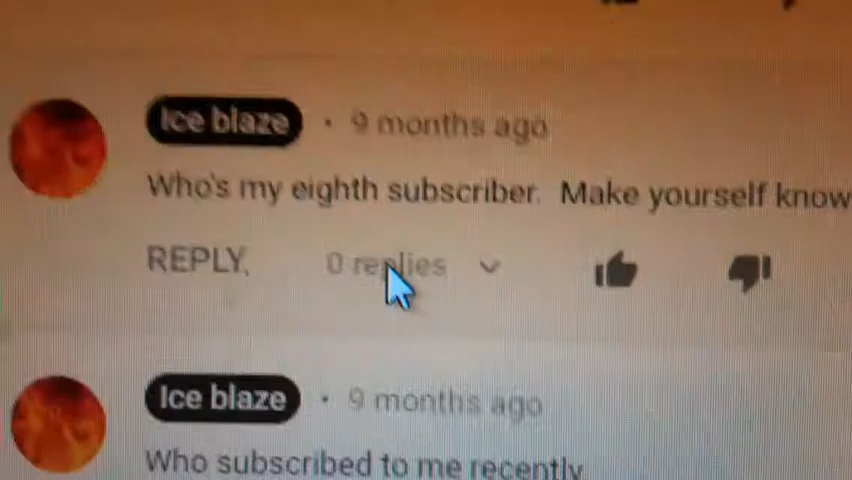 Ice blaze · 9 months ago
Who's my eighth subscriber. Make yourself know
REPLY 0 replies
Ice blaze · 9 months ago
Who subscribed to me recently